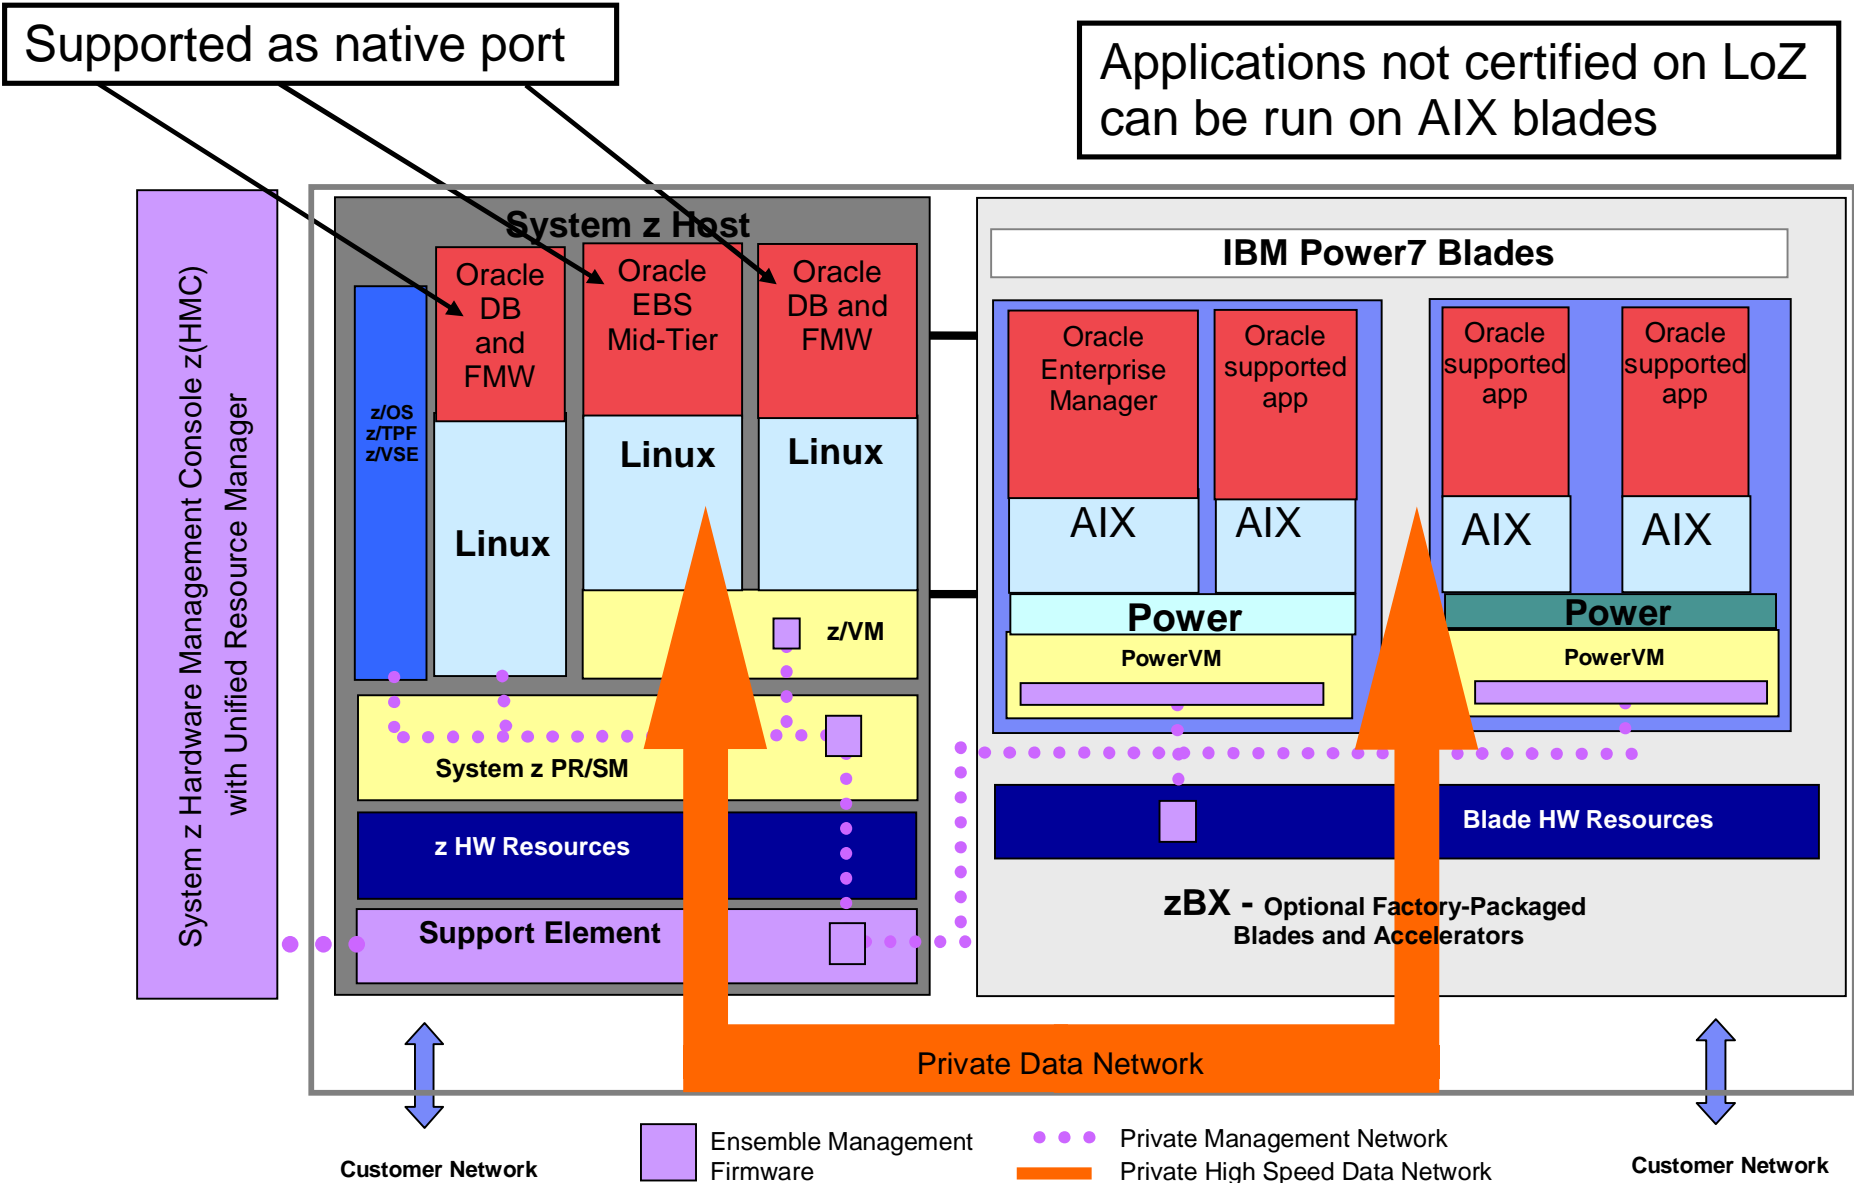 Supported as native port
Applications not certified on LoZ
can be run on AIX blades
System z Hardware Management Console z(HMC)
with Unified Resource Manager
System z Host
z/OS
z/TPF
z/VSE
Oracle
DB
and
FMW
Linux
Oracle
EBS
Mid-Tier
Linux
Oracle
DB and
FMW
Linux
z/VM
System z PR/SM
z HW Resources
Support Element
IBM Power7 Blades
Oracle
Enterprise
Manager
AIX
Oracle
supported
app
AIX
Power
PowerVM
Oracle
supported
app
AIX
Oracle
supported
app
AIX
Power
PowerVM
Blade HW Resources
zBX - Optional Factory-Packaged
Blades and Accelerators
Private Data Network
Customer Network
Ensemble Management
Firmware
Private Management Network
Private High Speed Data Network
Customer Network